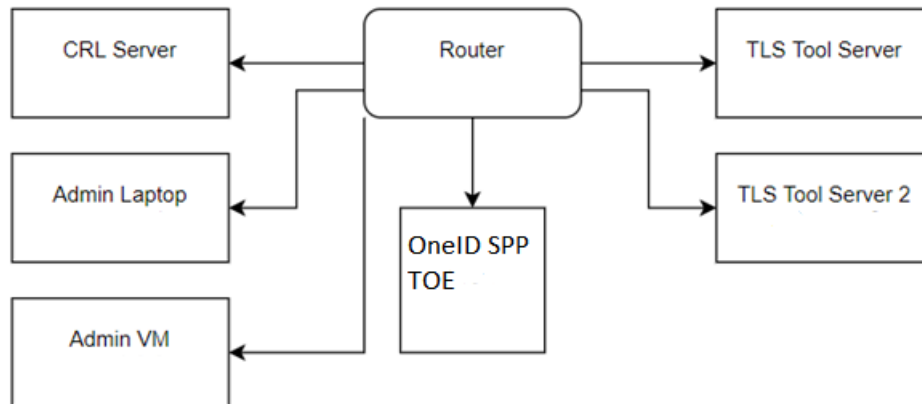 CRL Server
Router
TLS Tool Server
Admin Laptop
TLS Tool Server 2
OneID SPP
TOE
Admin VM